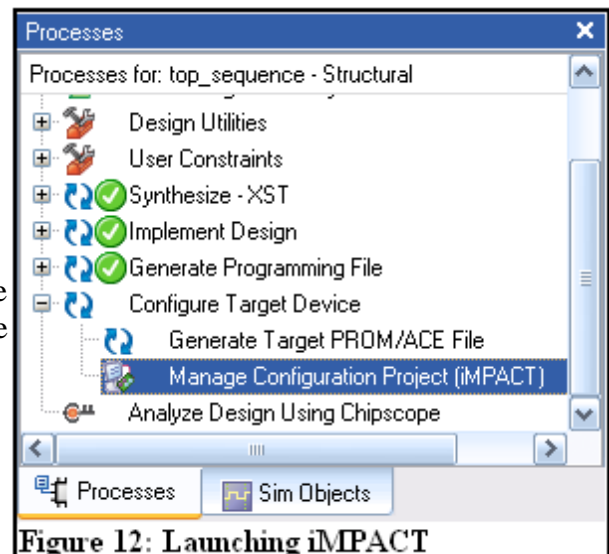 Processes
Processes for: top_sequence - Structural
Design Utilities
User Constraints
Synthesize - XST
Implement Design
Generate Programming File
Configure Target Device
Generate Target PROM/ACE File
Manage Configuration Project (iMPACT)
Analyze Design Using Chipscope
Processes
Sim Objects
Figure 12: Launching iMPACT